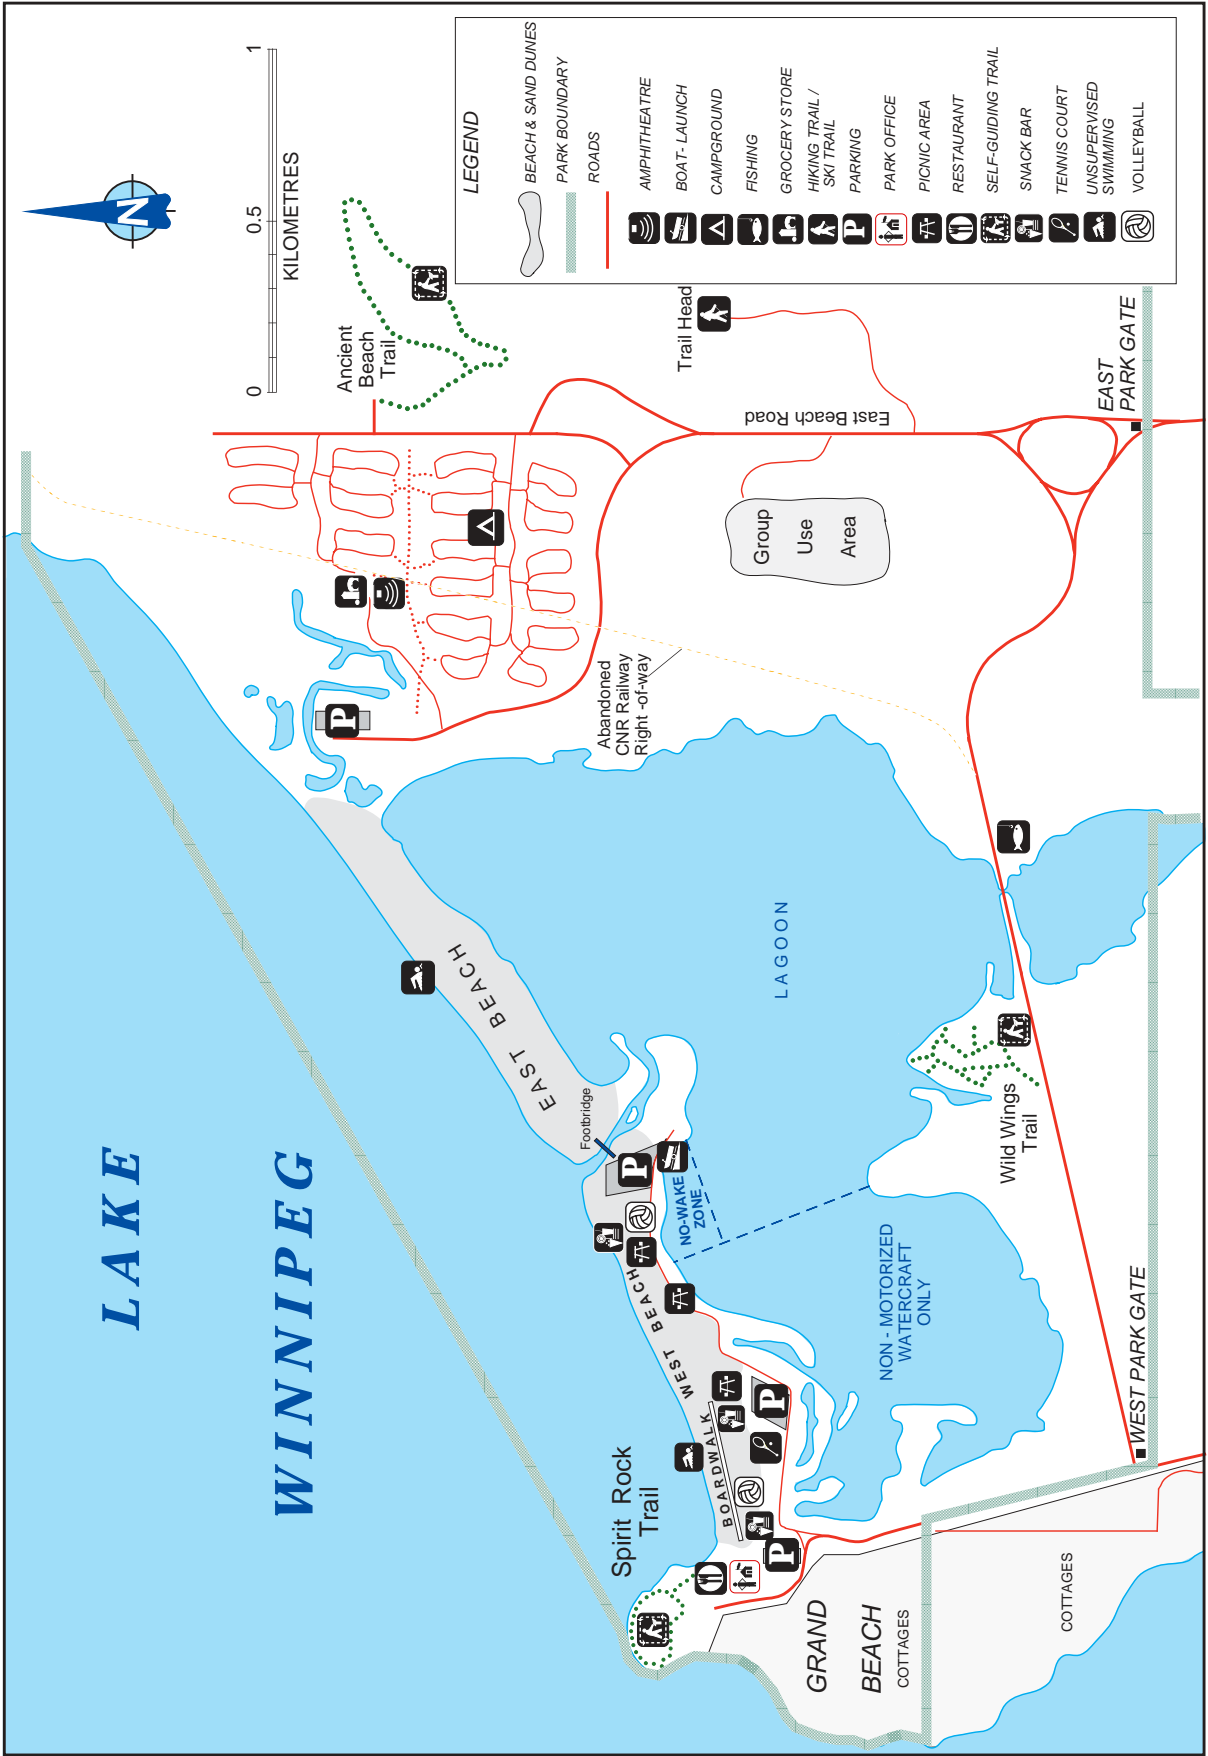 LAKE
WINNIPEG
N
0
0.5
1
KILOMETRES
Ancient
Beach
Trail
LEGEND
BEACH & SAND DUNES
PARK BOUNDARY
ROADS
AMPHITHEATRE
BOAT- LAUNCH
CAMPGROUND
FISHING
GROCERY STORE
HIKING TRAIL /
SKI TRAIL
P PARKING
PARK OFFICE
PICNIC AREA
RESTAURANT
SELF-GUIDING TRAIL
SNACK BAR
TENNIS COURT
UNSUPERVISED
SWIMMING
VOLLEYBALL
Trail Head
East Beach Road
EAST
PARK GATE
Group
Use
Area
Abandoned
CNR Railway
Right -of-way
P
EAST BEACH
LAGOON
Footbridge
P
NO-WAKE
ZONE
WEST BEACH
BOARDWALK
P
P
Spirit Rock
Trail
Wild Wings
Trail
NON - MOTORIZED
WATERCRAFT
ONLY
WEST PARK GATE
GRAND
BEACH
COTTAGES
COTTAGES